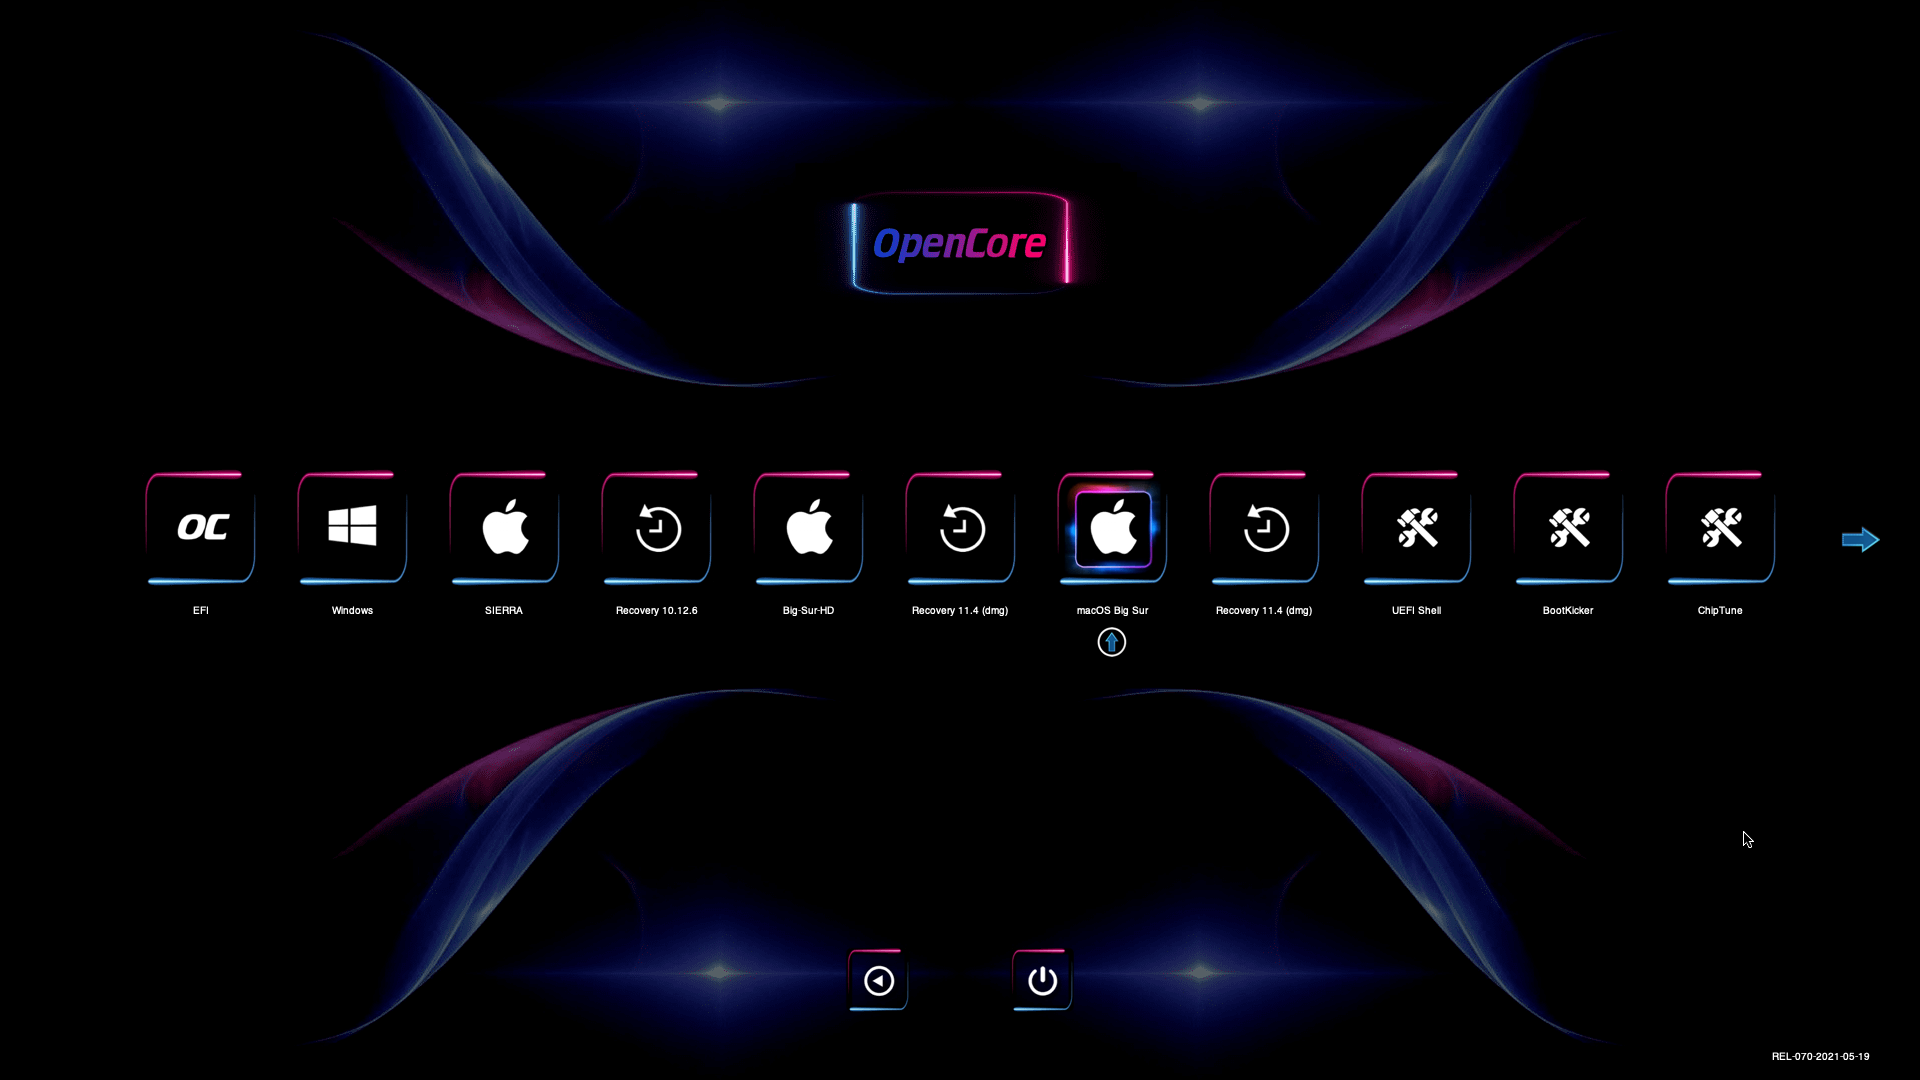 OpenCore
OC
EFI
Windows
SIERRA
Recovery 10.12.6
Big-Sur-HD
Recovery 11.4 (dmg)
macOS Big Sur
Recovery 11.4 (dmg)
UEFI Shell
BootKicker
ChipTune
REL-070-2021-05-19